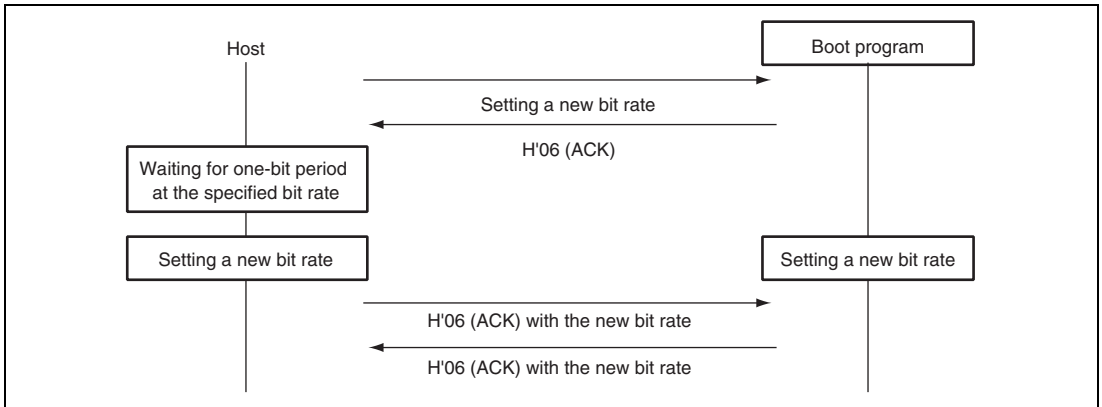 Host
Boot program
Setting a new bit rate
H'06 (ACK)
Waiting for one-bit period
at the specified bit rate
Setting a new bit rate
Setting a new bit rate
H'06 (ACK) with the new bit rate
H'06 (ACK) with the new bit rate